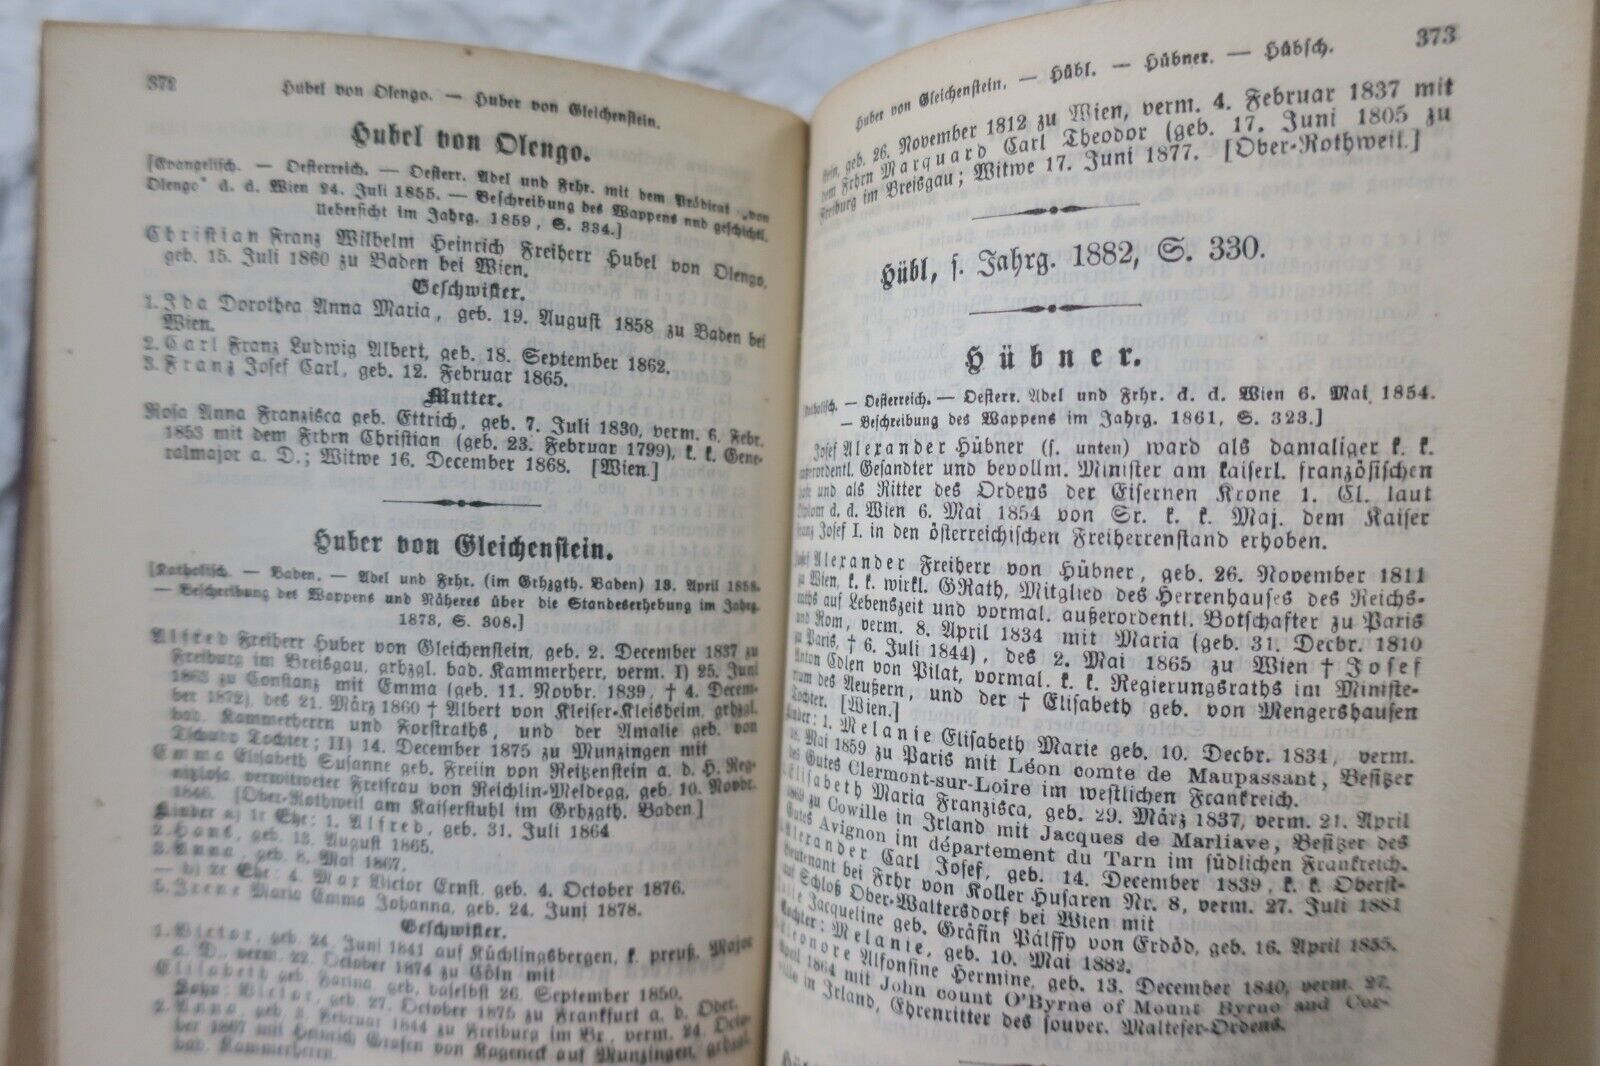 372
Hubel von Olengo. — Huber von Gleichenstein.
Hubel von Olengo.
[Evangelisch. — Oesterreich. — Oesterr. Adel und Frhr. mit dem Prädicat „von
Olengo" d. d. Wien 24. Juli 1855. — Beschreibung des Wappens und geschichtl.
Uebersicht im Jahrg. 1859, S. 334.]
Christian Franz Wilhelm Heinrich Freiherr Hubel von Olengo,
geb. 15. Juli 1860 zu Baden bei Wien.
Geschwister.
1. Ida Dorothea Anna Maria, geb. 19. August 1858 zu Baden bei
Wien.
2. Carl Franz Ludwig Albert, geb. 18. September 1862.
3. Franz Josef Carl, geb. 12. Februar 1865.
Mutter.
Rosa Anna Franzisca geb. Ettrich, geb. 7. Juli 1830, verm. 6. Febr.
1853 mit dem Frhrn Christian (geb. 23. Februar 1799), k. k. Gene-
ralmajor a. D.; Witwe 16. December 1868. [Wien.]
Huber von Gleichenstein.
[Katholisch. — Baden. — Adel und Frhr. (im Grhzgth. Baden) 13. April 1858.
— Beschreibung des Wappens und Näheres über die Standeserhebung im Jahrg.
1873, S. 308.]
Alfred Freiherr Huber von Gleichenstein, geb. 2. December 1837 zu
Freiburg im Breisgau, grhzgl. bad. Kammerherr, verm. I) 25. Juni
1863 zu Constanz mit Emma (geb. 11. Novbr. 1839, † 4. Decem-
ber 1872), des 21. März 1860 † Albert von Kleiser-Kleisheim, grhzgl.
bad. Kammerherrn und Forstraths, und der Amalie geb. von
Tschudy Tochter; II) 14. December 1875 zu Munzingen mit
Emma Elisabeth Susanne geb. Freiin von Reitzenstein a. d. H. Reg-
nitzlosa, verwitweter Freifrau von Reichlin-Meldegg, geb. 10. Novbr.
1846. [Ober-Rothweil am Kaiserstuhl im Grhzgth. Baden.]
Kinder a) 1r Ehe: 1. Alfred, geb. 31. Juli 1864.
2. Hans, geb. 13. August 1865.
3. Anna, geb. 8. Mai 1867.
— b) 2r Ehe: 4. Max Victor Ernst, geb. 4. October 1876.
5. Irene Maria Emma Johanna, geb. 24. Juni 1878.
Geschwister.
1. Victor, geb. 24. Juni 1841 auf Küchlingsbergen, k. preuß. Major
a. D., verm. 22. October 1874 zu Cöln mit
Elisabeth geb. Farina, geb. daselbst 26. September 1850.
Sohn: Victor, geb. 27. October 1875 zu Frankfurt a. d. Oder.
2. Anna, geb. Februar 1844 zu Freiburg im Br., verm. 24. Octo-
ber 1867 mit Heinrich Grafen von Kageneck auf Munzingen, grhzgl.
bad. Kammerherrn.
Huber von Gleichenstein. — Hübl. — Hübner. — Hübsch.
373
geb. 26. November 1812 zu Wien, verm. 4. Februar 1837 mit
dem Frhrn Marquard Carl Theodor (geb. 17. Juni 1805 zu
Freiburg im Breisgau; Witwe 17. Juni 1877. [Ober-Rothweil.]
Hübl, s. Jahrg. 1882, S. 330.
Hübner.
[Katholisch. — Oesterreich. — Oesterr. Adel und Frhr. d. d. Wien 6. Mai 1854.
— Beschreibung des Wappens im Jahrg. 1861, S. 323.]
Josef Alexander Hübner (s. unten) ward als damaliger k. k.
außerordentl. Gesandter und bevollm. Minister am kaiserl. französischen
Hofe und als Ritter des Ordens der Eisernen Krone 1. Cl. laut
Diplom d. d. Wien 6. Mai 1854 von Sr. k. k. Maj. dem Kaiser
Franz Josef I. in den österreichischen Freiherrenstand erhoben.
Josef Alexander Freiherr von Hübner, geb. 26. November 1811
zu Wien, k. k. wirkl. GRath, Mitglied des Herrenhauses des Reichs-
raths auf Lebenszeit und vormal. außerordentl. Botschafter zu Paris
und Rom, verm. 8. April 1834 mit Maria (geb. 31. Decbr. 1810
zu Paris, † 6. Juli 1844), des 2. Mai 1865 zu Wien † Josef
Anton Edlen von Pilat, vormal. k. k. Regierungsraths im Ministe-
rium des Aeußern, und der † Elisabeth geb. von Mengershausen
Tochter. [Wien.]
Kinder: 1. Melanie Elisabeth Marie geb. 10. Decbr. 1834, verm.
18. Mai 1859 zu Paris mit Léon comte de Maupassant, Besitzer
des Gutes Clermont-sur-Loire im westlichen Frankreich.
Elisabeth Maria Franzisca, geb. 29. März 1837, verm. 21. April
zu Cowille in Irland mit Jacques de Marliave, Besitzer des
Gutes Avignon im département du Tarn im südlichen Frankreich.
Alexander Carl Josef, geb. 14. December 1839, k. k. Oberst-
lieutenant bei Frhr von Koller Husaren Nr. 8, verm. 27. Juli 1881
auf Schloß Ober-Waltersdorf bei Wien mit
Jacqueline geb. Gräfin Pálffy von Erdöd, geb. 16. April 1855.
Tochter: Melanie, geb. 10. Mai 1882.
Eleonore Alfonsine Hermine, geb. 13. December 1840, verm. 27.
April 1864 mit John count O'Byrne of Mount Byrne and Cor-
ville in Irland, Ehrenritter des souver. Malteser-Ordens.